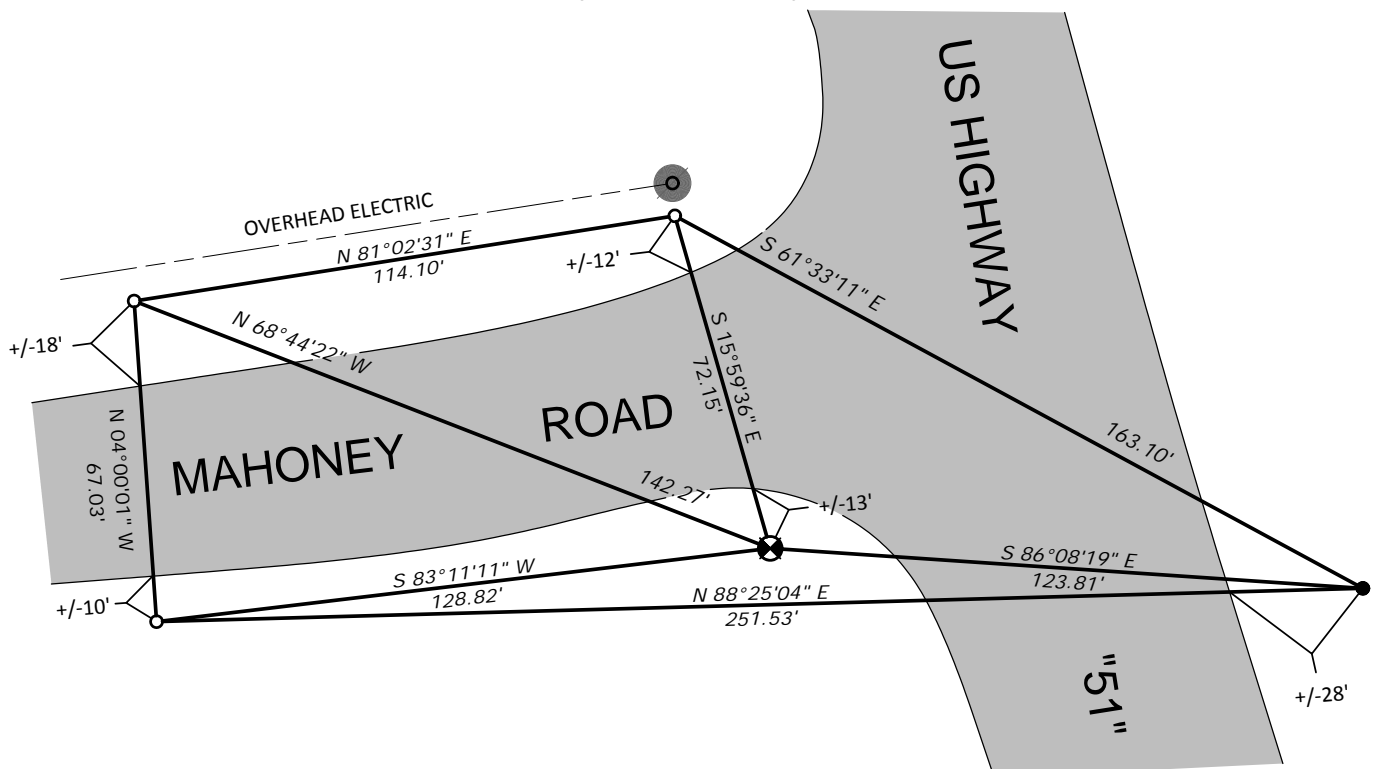 US HIGHWAY
OVERHEAD ELECTRIC
N 81°02'31" E
114.10'
+/-12'
S 61°33'11" E
163.10'
+/-18'
N 68°44'22" W
142.27'
S 15°59'36" E
72.15'
MAHONEY
ROAD
N 04°00'01" W
67.03'
+/-13'
S 83°11'11" W
128.82'
S 86°08'19" E
123.81'
N 88°25'04" E
251.53'
+/-10'
"51"
+/-28'